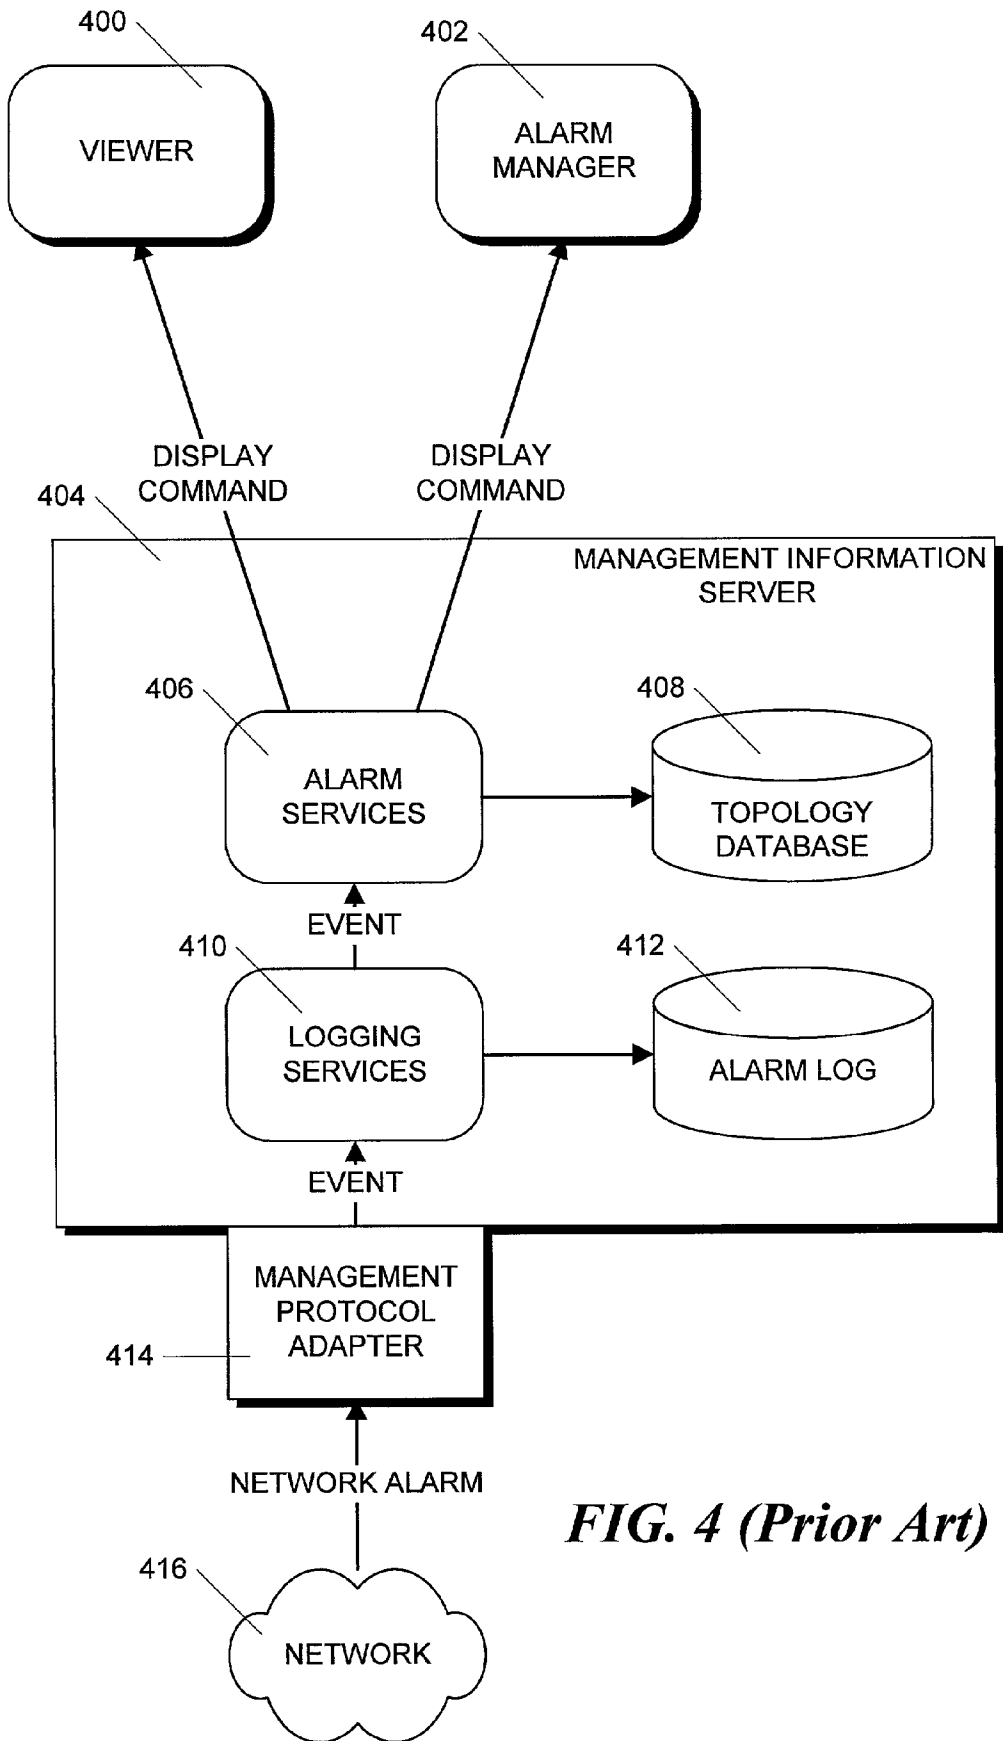 400
402
VIEWER
ALARM
MANAGER
DISPLAY
COMMAND
DISPLAY
COMMAND
404
MANAGEMENT INFORMATION
SERVER
406
408
ALARM
SERVICES
TOPOLOGY
DATABASE
EVENT
410
412
LOGGING
SERVICES
ALARM LOG
EVENT
MANAGEMENT
PROTOCOL
ADAPTER
414
NETWORK ALARM
FIG. 4 (Prior Art)
416
NETWORK